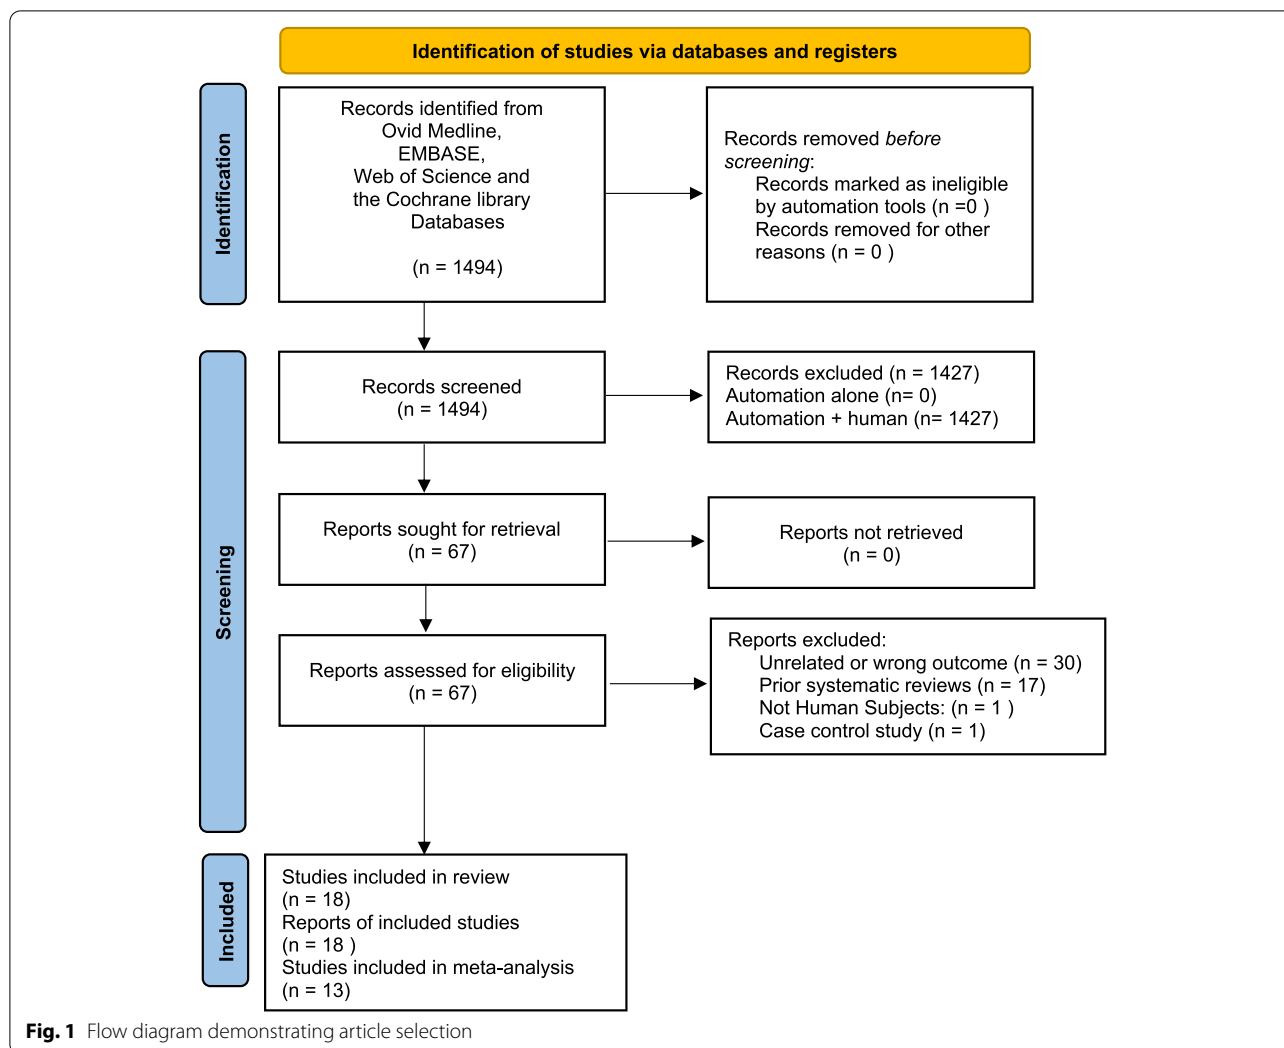 Identification of studies via databases and registers
Identification
Records identified from
Ovid Medline,
EMBASE,
Web of Science and
the Cochrane library
Databases
(n = 1494)
Records removed before
screening:
Records marked as ineligible
by automation tools (n =0 )
Records removed for other
reasons (n = 0 )
Screening
Records screened
(n = 1494)
Records excluded (n = 1427)
Automation alone (n= 0)
Automation + human (n= 1427)
Reports sought for retrieval
(n = 67)
Reports not retrieved
(n = 0)
Reports assessed for eligibility
(n = 67)
Reports excluded:
Unrelated or wrong outcome (n = 30)
Prior systematic reviews (n = 17)
Not Human Subjects: (n = 1 )
Case control study (n = 1)
Included
Studies included in review
(n = 18)
Reports of included studies
(n = 18 )
Studies included in meta-analysis
(n = 13)
Fig. 1 Flow diagram demonstrating article selection